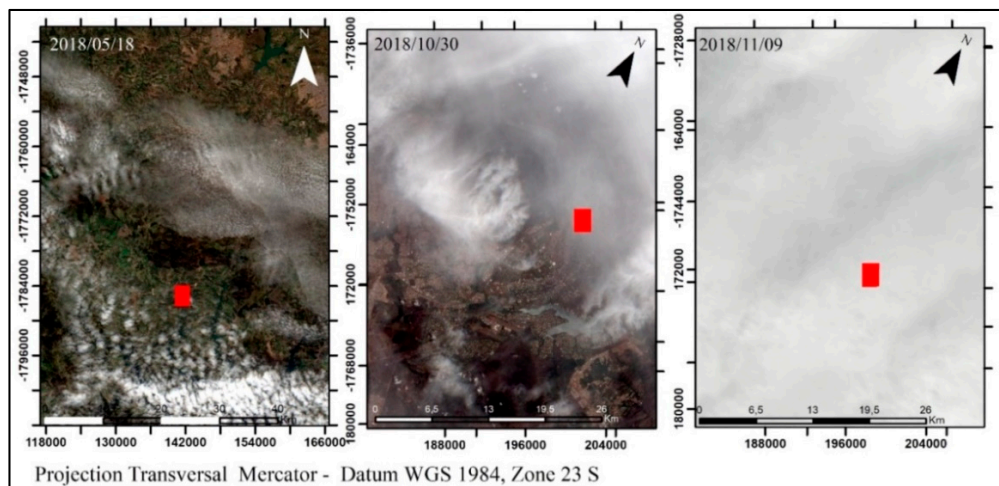 2018/05/18
N
-1748000
-1760000
-1772000
-1784000
-1796000
20 30 40
118000 130000 142000 154000 166000
2018/10/30
N
-1736000
164000
-1752000
172000
-1768000
180000
0 6,5 13 19,5 26
Km
188000 196000 204000
2018/11/09
N
-1728000
164000
-1744000
172000
180000
0 6,5 13 19,5 26
Km
188000 196000 204000
Projection Transversal Mercator - Datum WGS 1984, Zone 23 S